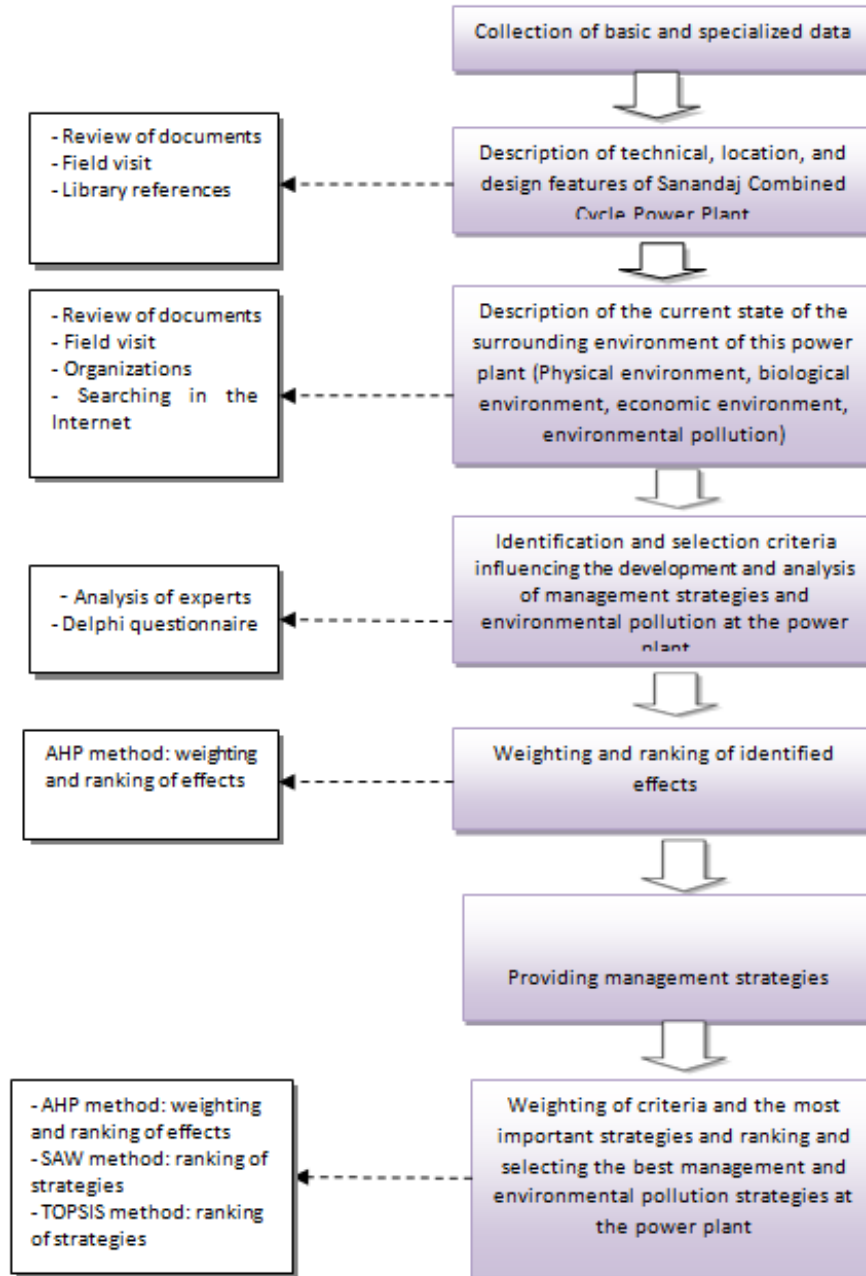 Collection of basic and specialized data
- Review of documents
- Field visit
- Library references
Description of technical, location, and
design features of Sanandaj Combined
Cycle Power Plant
- Review of documents
- Field visit
- Organizations
- Searching in the
Internet
Description of the current state of the
surrounding environment of this power
plant (Physical environment, biological
environment, economic environment,
environmental pollution)
- Analysis of experts
- Delphi questionnaire
Identification and selection criteria
influencing the development and analysis
of management strategies and
environmental pollution at the power
plant
AHP method: weighting
and ranking of effects
Weighting and ranking of identified
effects
Providing management strategies
- AHP method: weighting
and ranking of effects
- SAW method: ranking of
strategies
- TOPSIS method: ranking
of strategies
Weighting of criteria and the most
important strategies and ranking and
selecting the best management and
environmental pollution strategies at
the power plant